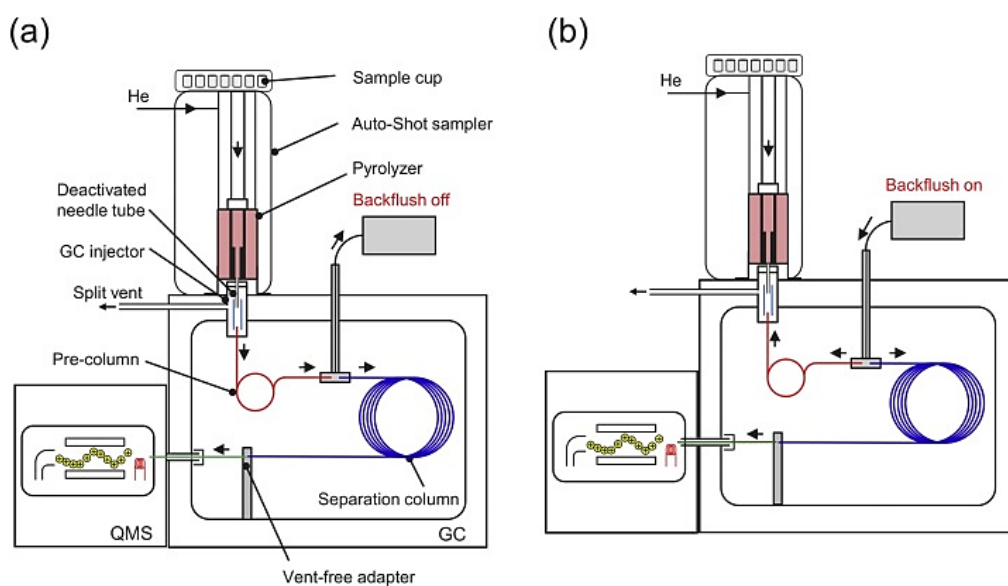 (a)
Sample cup
He
Auto-Shot sampler
Pyrolyzer
Deactivated
needle tube
Backflush off
GC injector
Split vent
Pre-column
Separation column
QMS
GC
Vent-free adapter
(b)
He
Backflush on